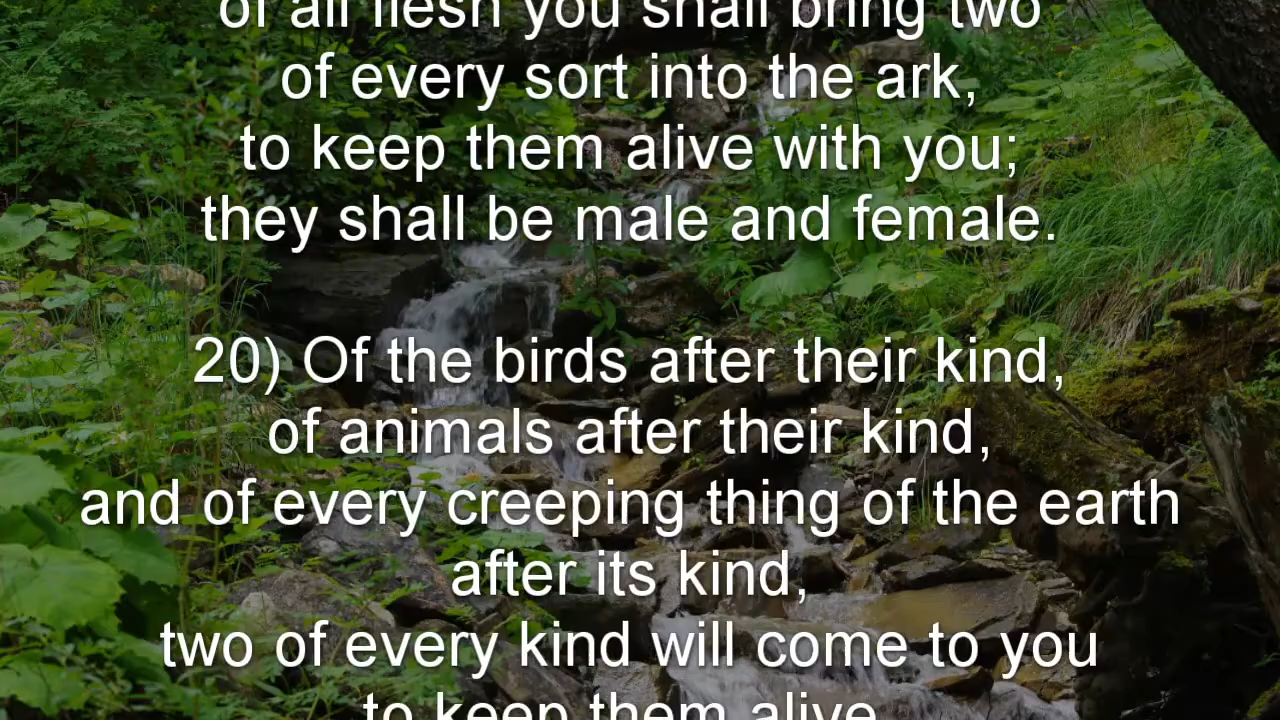 of all flesh you shall bring two
of every sort into the ark,
to keep them alive with you;
they shall be male and female.
20) Of the birds after their kind,
of animals after their kind,
and of every creeping thing of the earth
after its kind,
two of every kind will come to you
to keep them alive